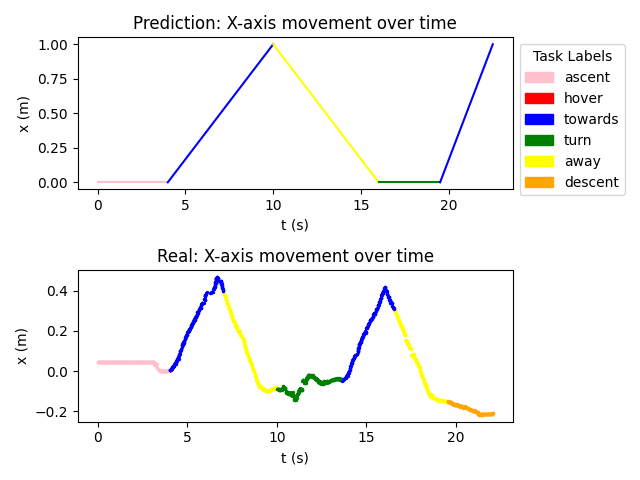 Prediction: X-axis movement over time
1.00
0.75
0.50
0.25
0.00
x (m)
0 5 10 15 20
t (s)
Task Labels
ascent
hover
towards
turn
away
descent
Real: X-axis movement over time
0.4
0.2
0.0
−0.2
x (m)
0 5 10 15 20
t (s)